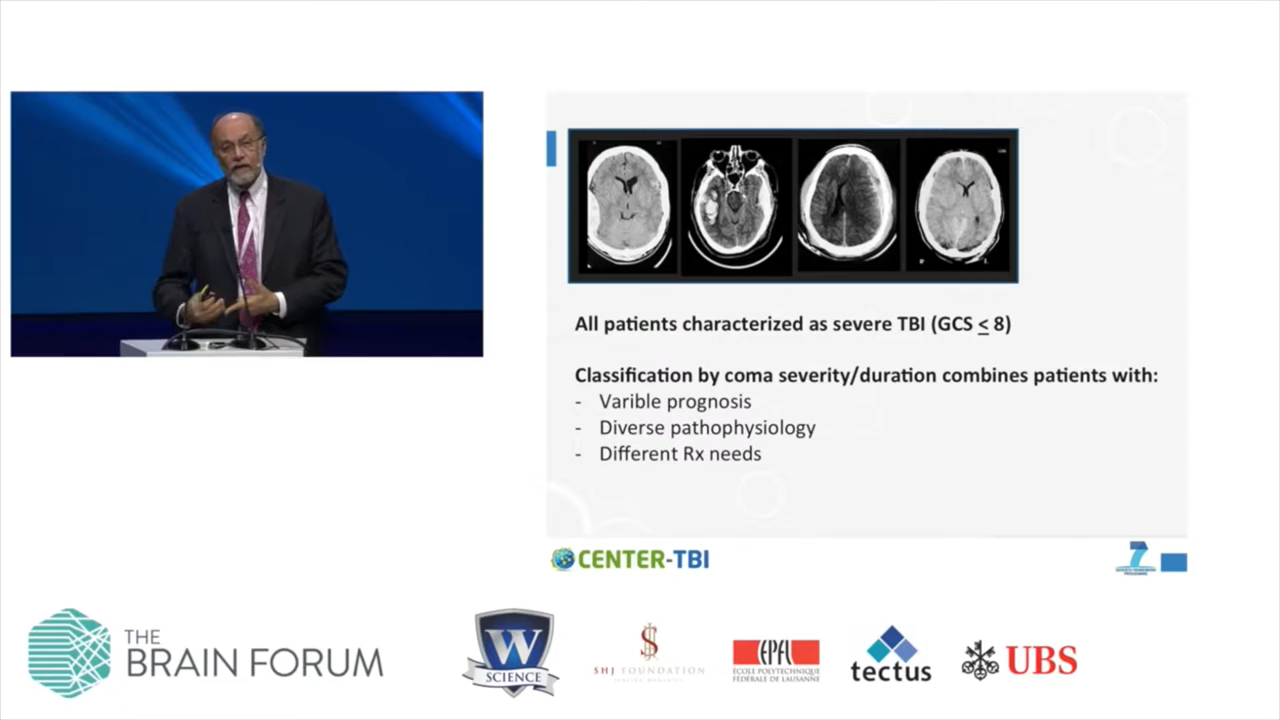 All patients characterized as severe TBI (GCS ≤ 8)
Classification by coma severity/duration combines patients with:
- Varible prognosis
- Diverse pathophysiology
- Different Rx needs
CENTER-TBI
7
THE
BRAIN FORUM
W
SCIENCE
SHJ FOUNDATION
EPFL
ÉCOLE POLYTECHNIQUE
FÉDÉRALE DE LAUSANNE
tectus
UBS